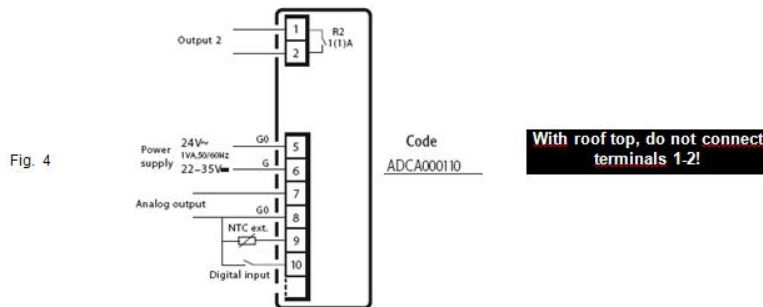 Fig. 4
Output 2
1
2
R2
1(1)A
Power
supply
24V~
1VA,50/60Hz
22-35V
G0
G
5
6
7
Analog output
G0
8
NTC ext.
9
10
Digital input
Code
ADCA000110
With roof top, do not connect
terminals 1-2!